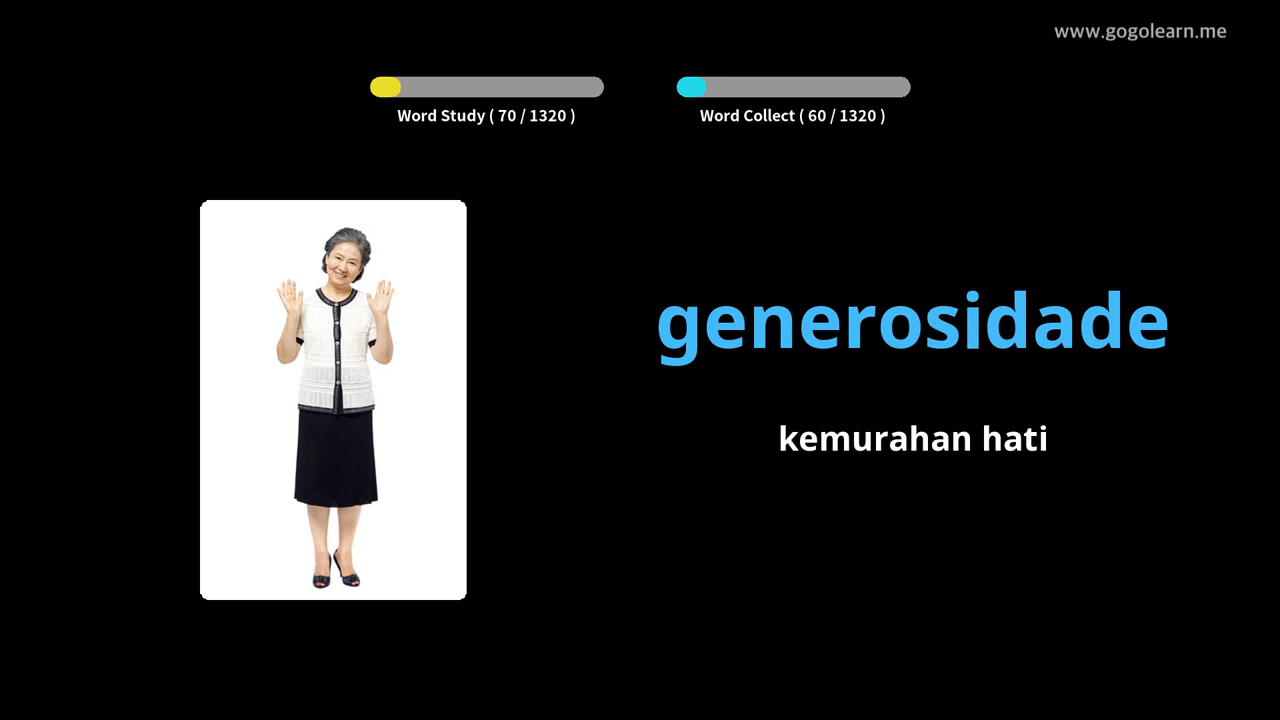 www.gogolearn.me
Word Study ( 70 / 1320 )
Word Collect ( 60 / 1320 )
generosidade
kemurahan hati